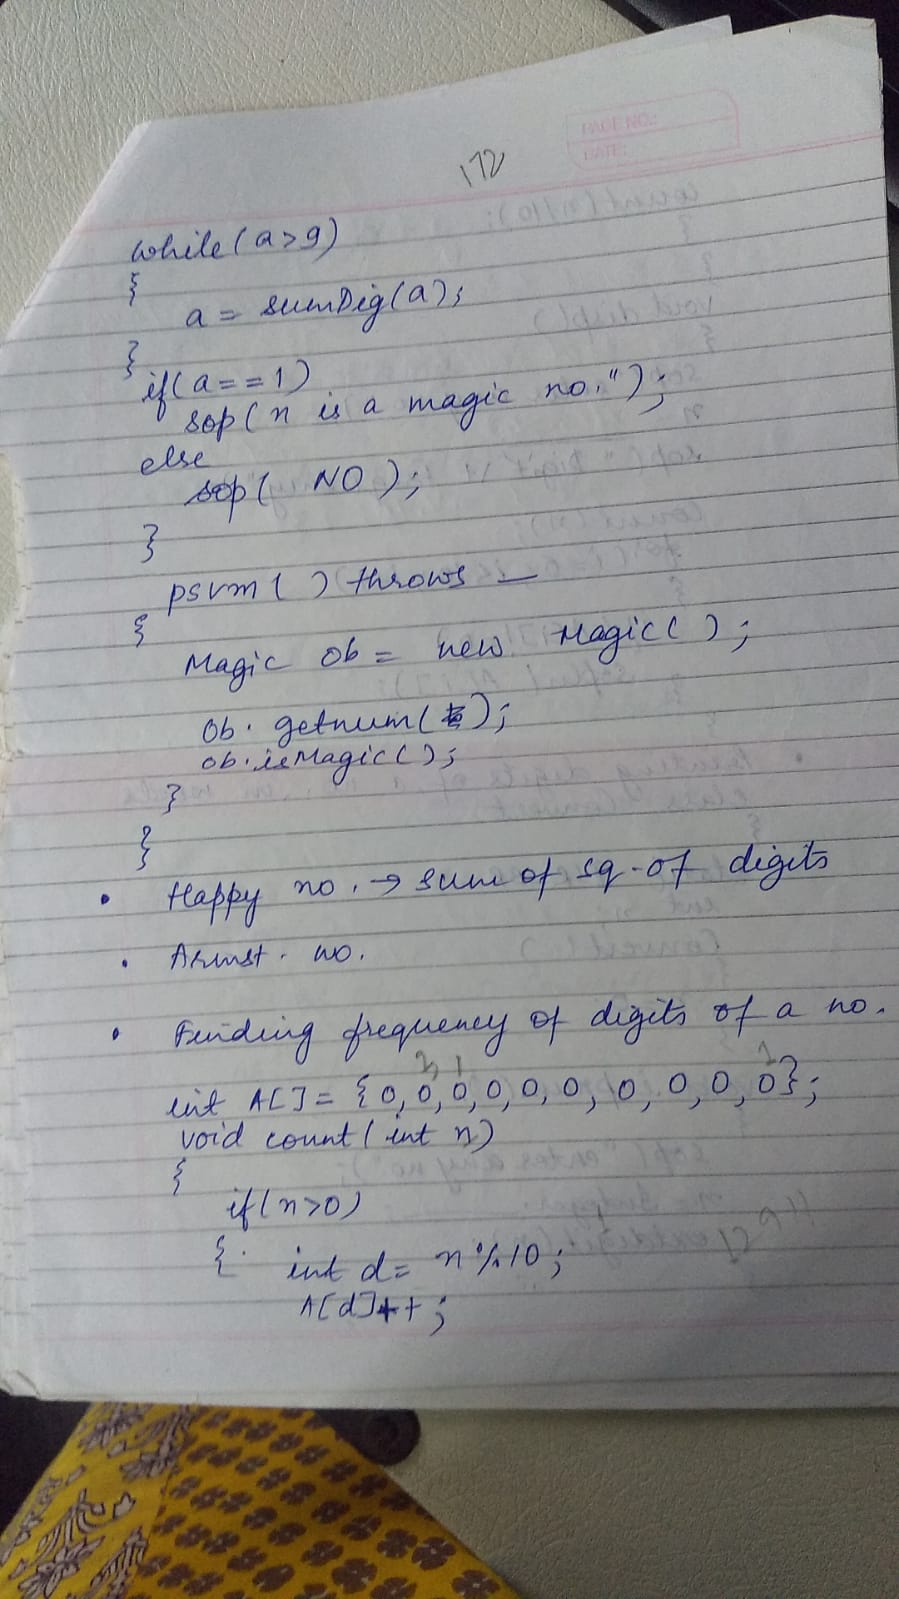 PAGE NO.:
DATE:
172
while(a>9)
{
a = sumDig(a);
}
if(a==1)
sop(n is a magic no.");
else
sop( NO );
}
psvm( ) throws —
{
Magic ob = new Magic( );
ob. getnum( );
ob.isMagic( );
}
}
• Happy no. → sum of sq. of digits
• Armst. no.
• Finding frequency of digits of a no.
2, 1 1
int A[ ] = {0,0,0,0,0,0,0,0,0,0};
void count(int n)
{
if(n>0)
{ int d= n%10;
A[d]++;